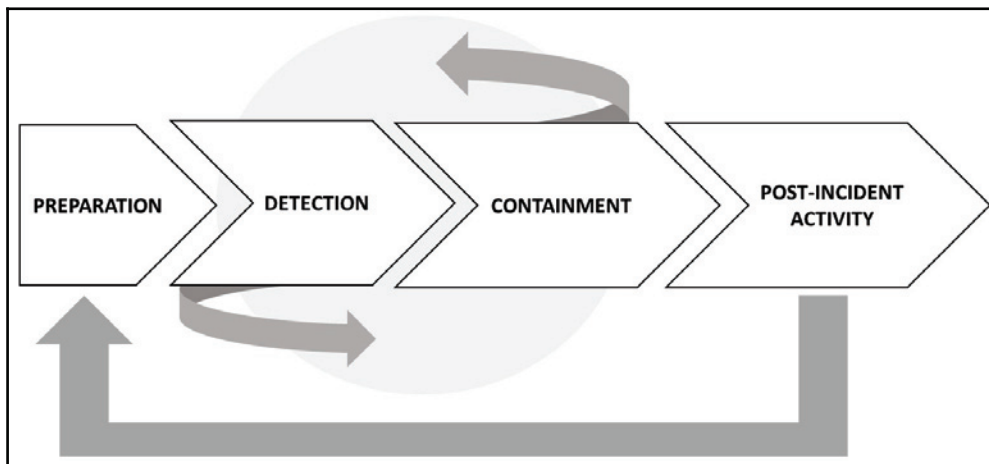 PREPARATION
DETECTION
CONTAINMENT
POST-INCIDENT
ACTIVITY